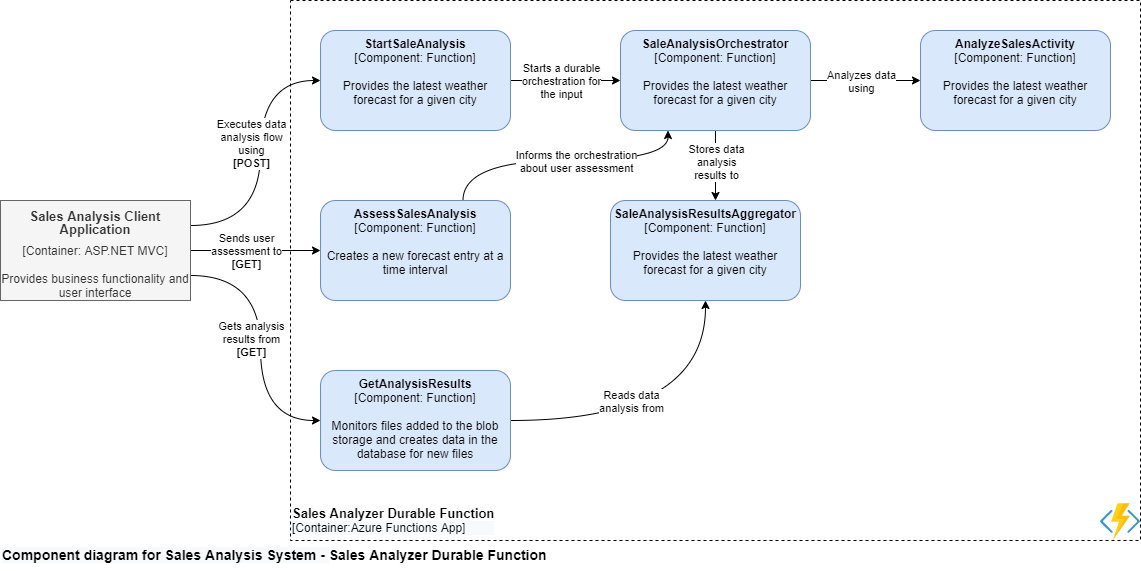 StartSaleAnalysis
[Component: Function]
Provides the latest weather
forecast for a given city
Starts a durable
orchestration for
the input
SaleAnalysisOrchestrator
[Component: Function]
Provides the latest weather
forecast for a given city
Analyzes data
using
AnalyzeSalesActivity
[Component: Function]
Provides the latest weather
forecast for a given city
Executes data
analysis flow
using
[POST]
Informs the orchestration
about user assessment
Stores data
analysis
results to
Sales Analysis Client
Application
[Container: ASP.NET MVC]
Provides business functionality and
user interface
Sends user
assessment to
[GET]
AssessSalesAnalysis
[Component: Function]
Creates a new forecast entry at a
time interval
SaleAnalysisResultsAggregator
[Component: Function]
Provides the latest weather
forecast for a given city
Gets analysis
results from
[GET]
GetAnalysisResults
[Component: Function]
Monitors files added to the blob
storage and creates data in the
database for new files
Reads data
analysis from
Sales Analyzer Durable Function
[Container:Azure Functions App]
Component diagram for Sales Analysis System - Sales Analyzer Durable Function